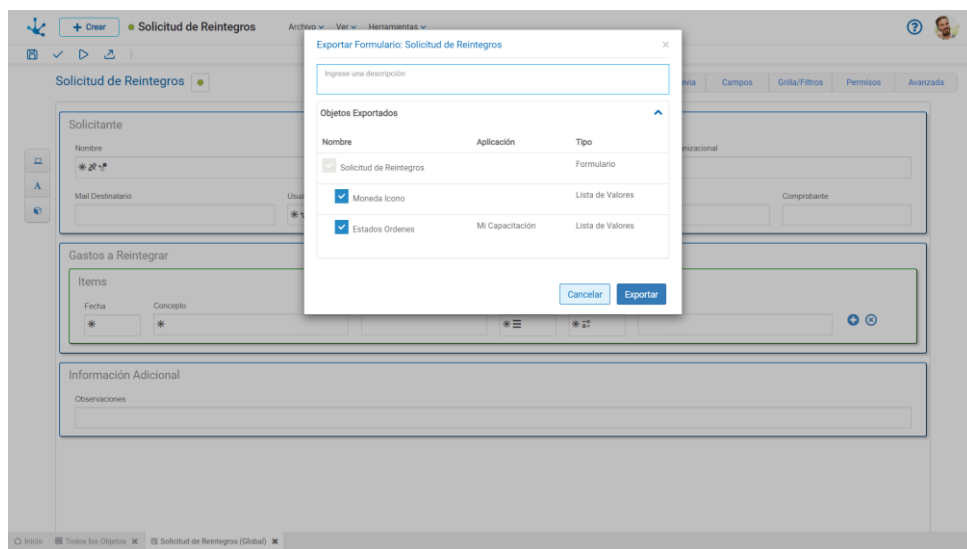 + Crear
Solicitud de Reintegros
Archivo Ver Herramientas
Exportar Formulario: Solicitud de Reintegros
Ingrese una descripción
Solicitud de Reintegros
Campos
Grilla/Filtros
Permisos
Avanzada
Objetos Exportados
Nombre Aplicación Tipo
Solicitud de Reintegros Formulario
Moneda Icono Lista de Valores
Estados Ordenes Mi Capacitación Lista de Valores
Cancelar Exportar
Solicitante
Nombre
Mail Destinatario
Comprobante
Gastos a Reintegrar
Items
Fecha Concepto
Información Adicional
Observaciones
Inicio Todos los Objetos Solicitud de Reintegros (Global)